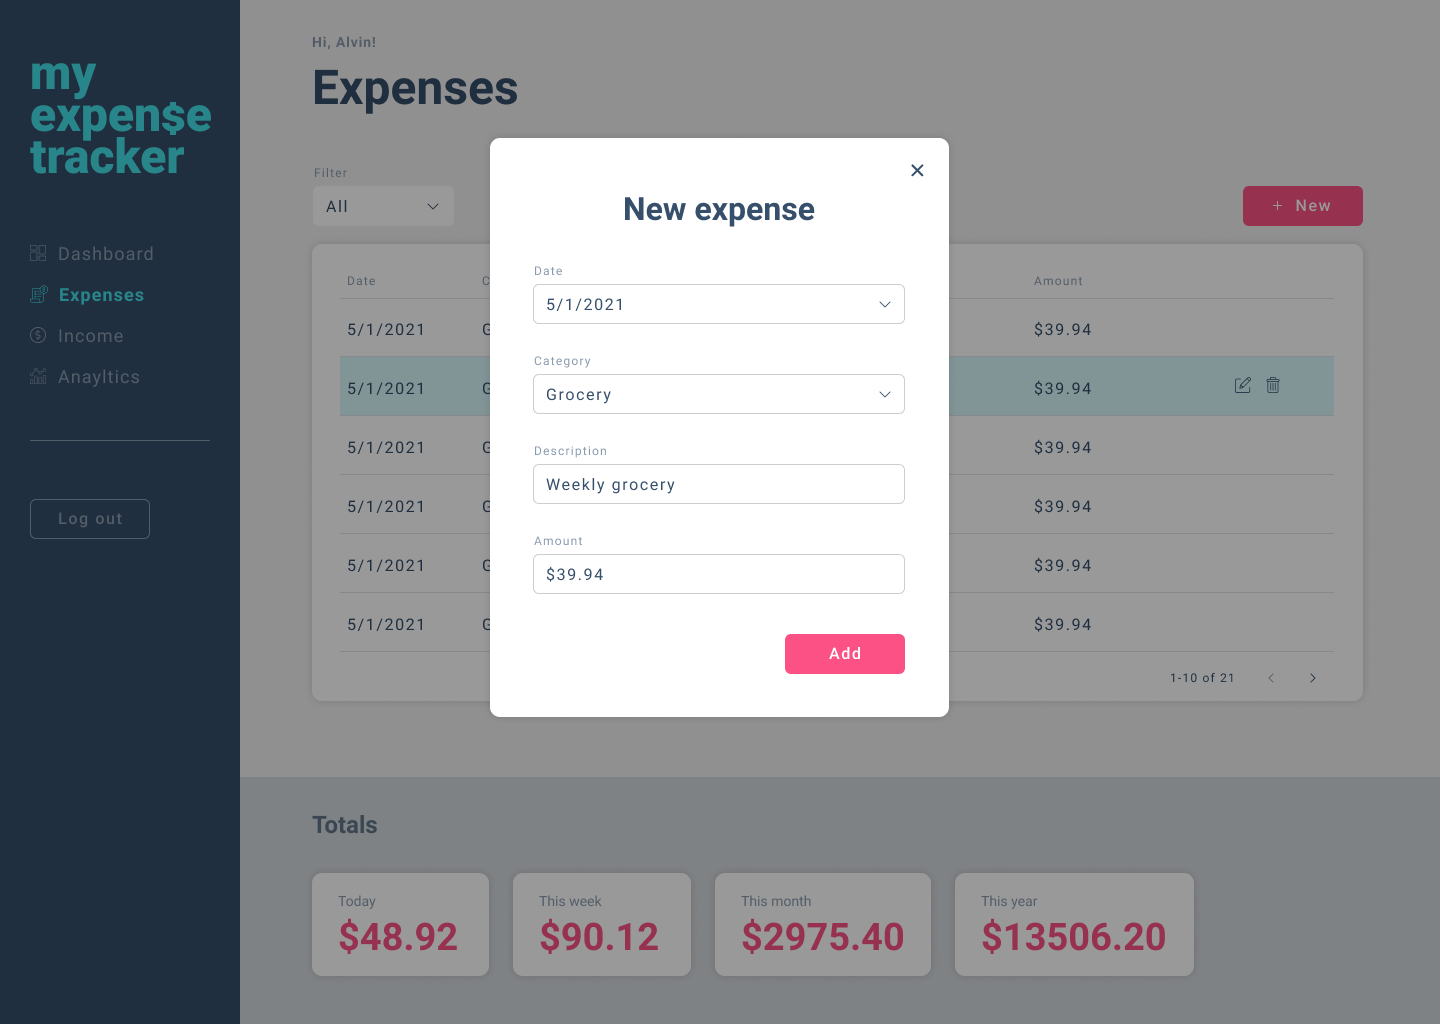 my
expen$e
tracker
Dashboard
Expenses
Income
Anayltics
Log out
Hi, Alvin!
Expenses
Filter
All
+ New
Date
Amount
5/1/2021 $39.94
5/1/2021 $39.94
5/1/2021 $39.94
5/1/2021 $39.94
5/1/2021 $39.94
5/1/2021 $39.94
1-10 of 21
New expense
Date
5/1/2021
Category
Grocery
Description
Weekly grocery
Amount
$39.94
Add
Totals
Today
$48.92
This week
$90.12
This month
$2975.40
This year
$13506.20